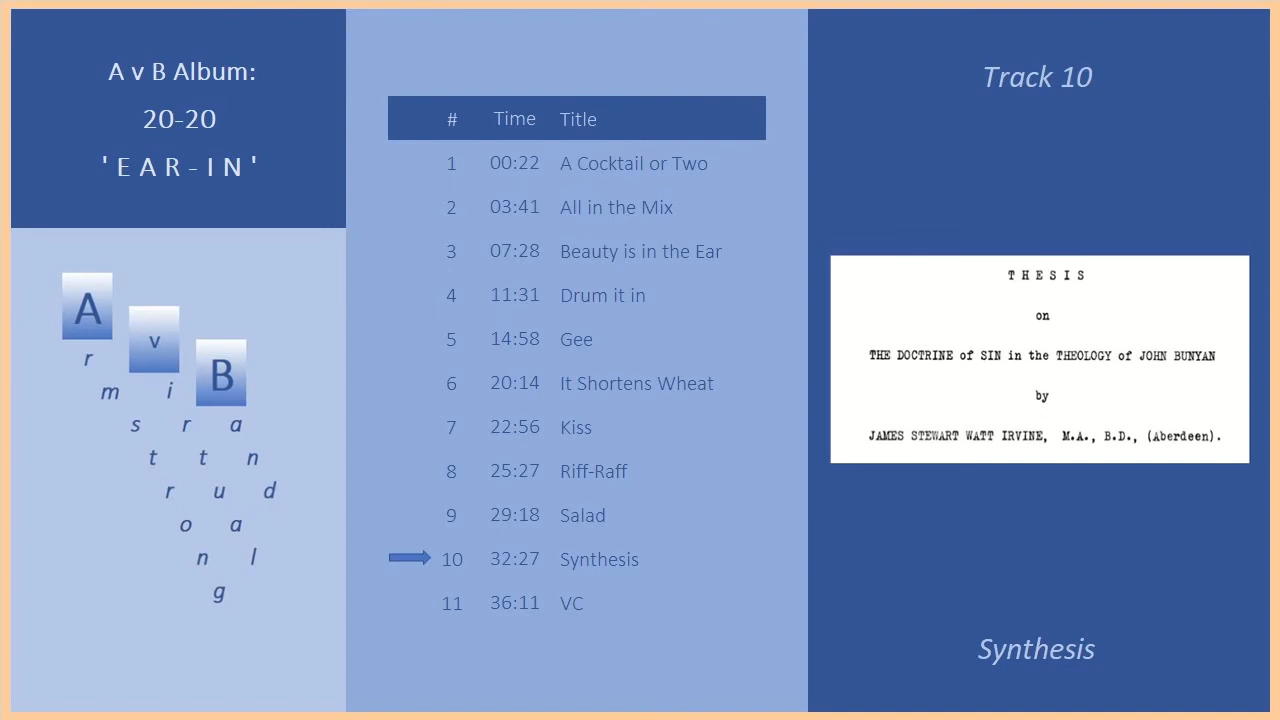 A v B Album:
20-20
' E A R - I N '
A
v
B
r
m i
s r a
t t n
r u d
o a
n l
g
# Time Title
1 00:22 A Cocktail or Two
2 03:41 All in the Mix
3 07:28 Beauty is in the Ear
4 11:31 Drum it in
5 14:58 Gee
6 20:14 It Shortens Wheat
7 22:56 Kiss
8 25:27 Riff-Raff
9 29:18 Salad
10 32:27 Synthesis
11 36:11 VC
Track 10
T H E S I S
on
THE DOCTRINE of SIN in the THEOLOGY of JOHN BUNYAN
by
JAMES STEWART WATT IRVINE, M.A., B.D., (Aberdeen).
Synthesis